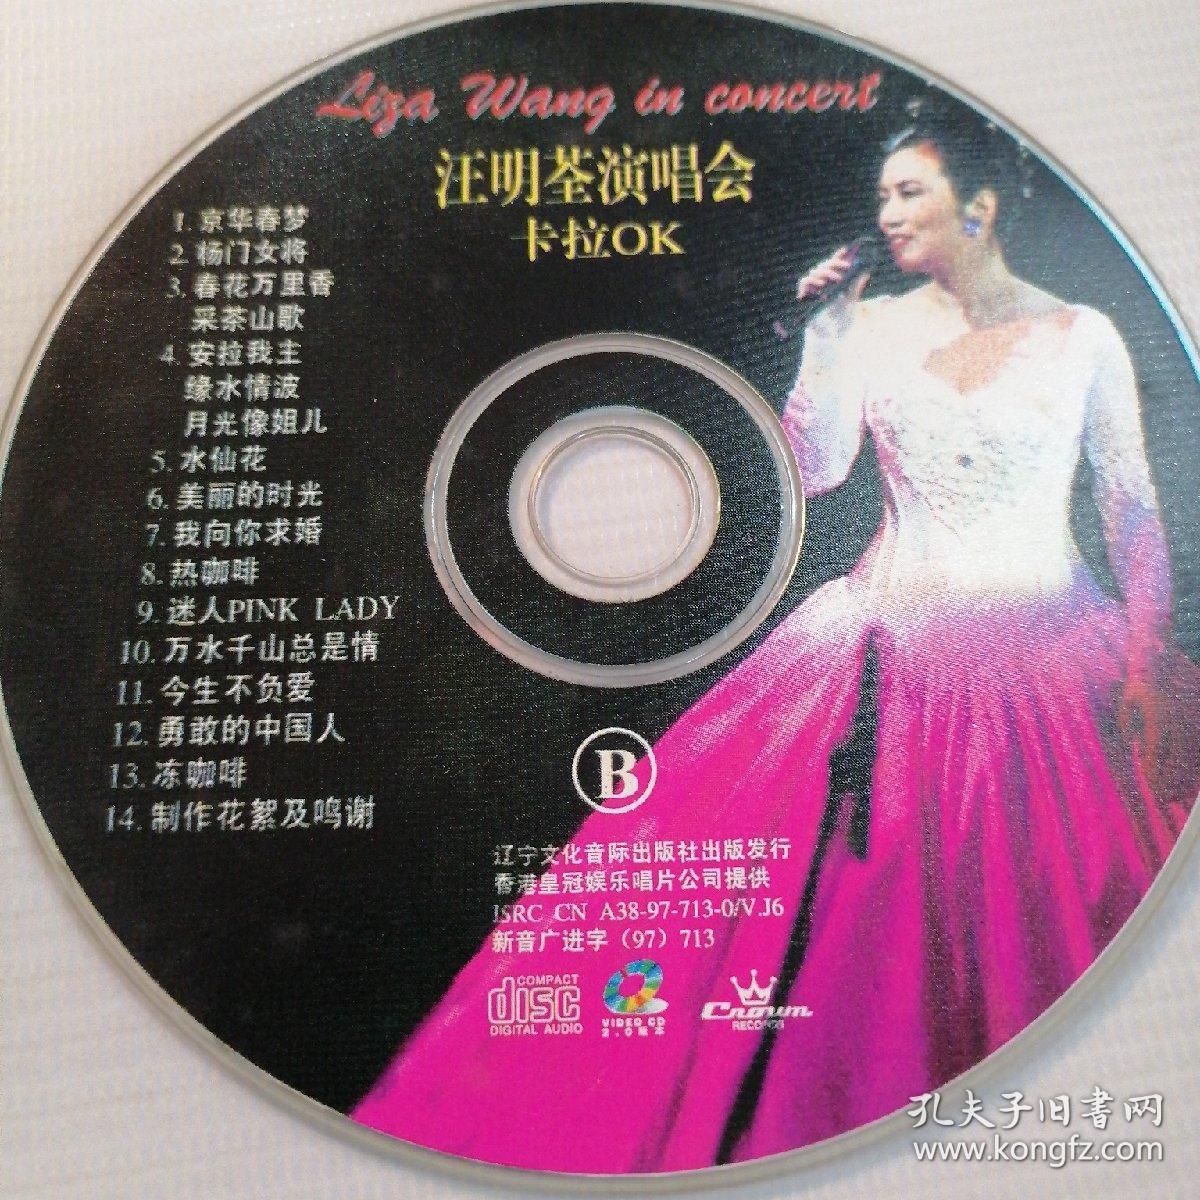 Liza Wang in concert
汪明荃演唱会
卡拉OK
1. 京华春梦
2. 杨门女将
3. 春花万里香
采茶山歌
4. 安拉我主
缘水情波
月光像姐儿
5. 水仙花
6. 美丽的时光
7. 我向你求婚
8. 热咖啡
9. 迷人PINK LADY
10. 万水千山总是情
11. 今生不负爱
12. 勇敢的中国人
13. 冻咖啡
14. 制作花絮及鸣谢
B
辽宁文化音际出版社出版发行
香港皇冠娱乐唱片公司提供
ISRC CN A38-97-713-0/V.J6
新音广进字（97）713
COMPACT
disc
DIGITAL AUDIO
VIDEO CD
2.0版本
Crown
RECORDS
孔夫子旧書网
www.kongfz.com